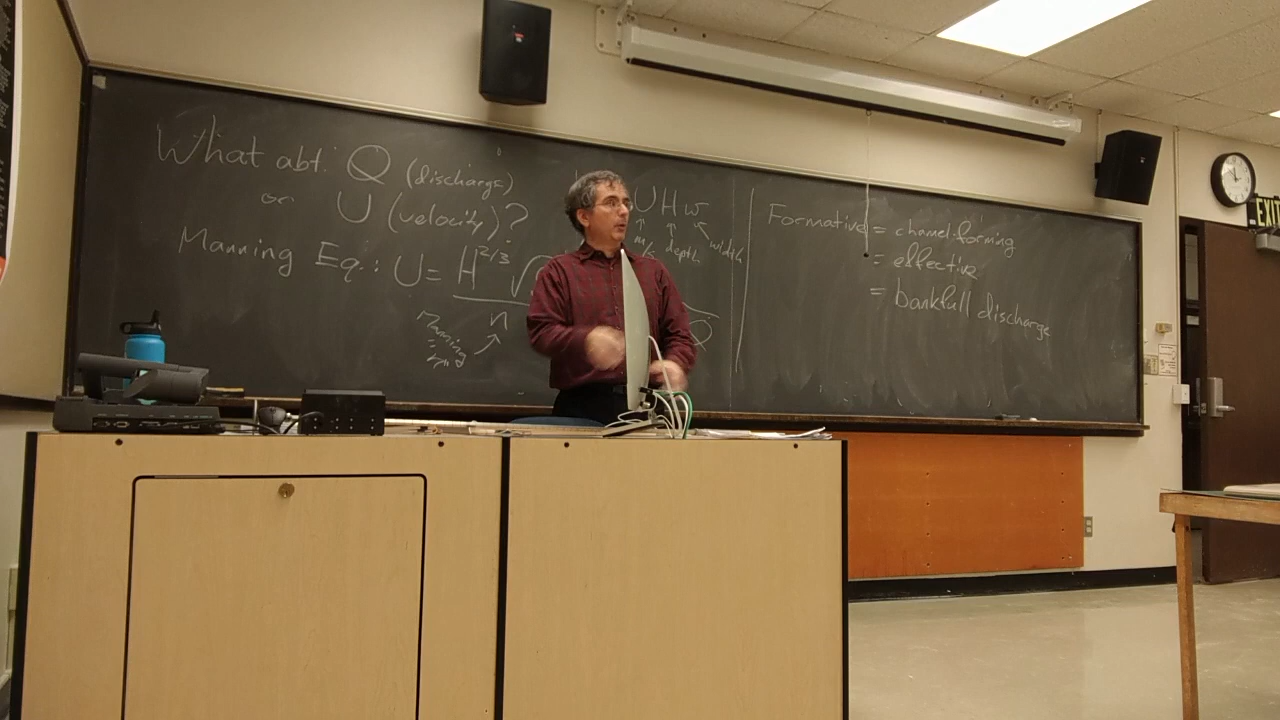 What abt. Q (discharge)
or U (velocity)?
Manning Eq.: U = H^2/3 √
n
Manning
"n"
U H w
m/s depth width
Formative = channel-forming
= effective
= bankfull discharge
EXIT